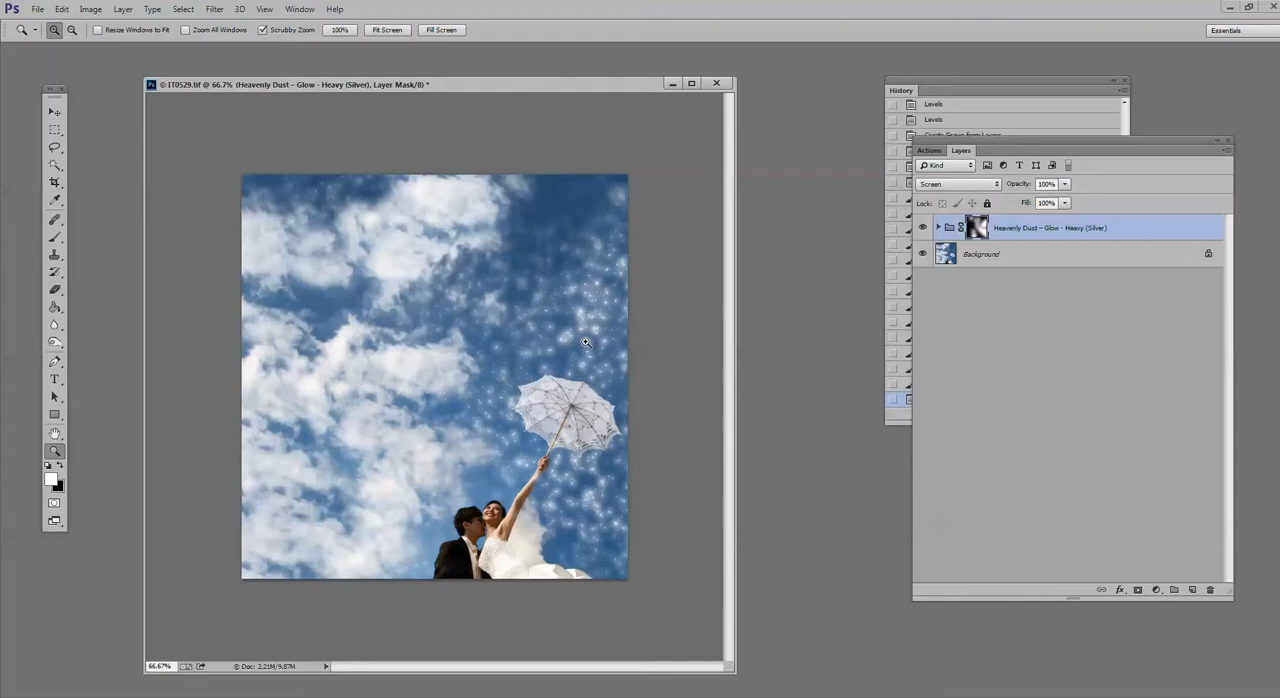 Ps File Edit Image Layer Type Select Filter 3D View Window Help
Resize Windows to Fit Zoom All Windows Scrubby Zoom 100% Fit Screen Fill Screen Essentials
Ps © IT0529.tif @ 66.7% (Heavenly Dust – Glow - Heavy (Silver), Layer Mask/8) *
History
Levels
Levels
Create Group from Layers
Actions Layers
Kind
Screen Opacity: 100%
Lock: Fill: 100%
Heavenly Dust – Glow - Heavy (Silver)
Background
66.67% © Doc: 2.21M/9.87M